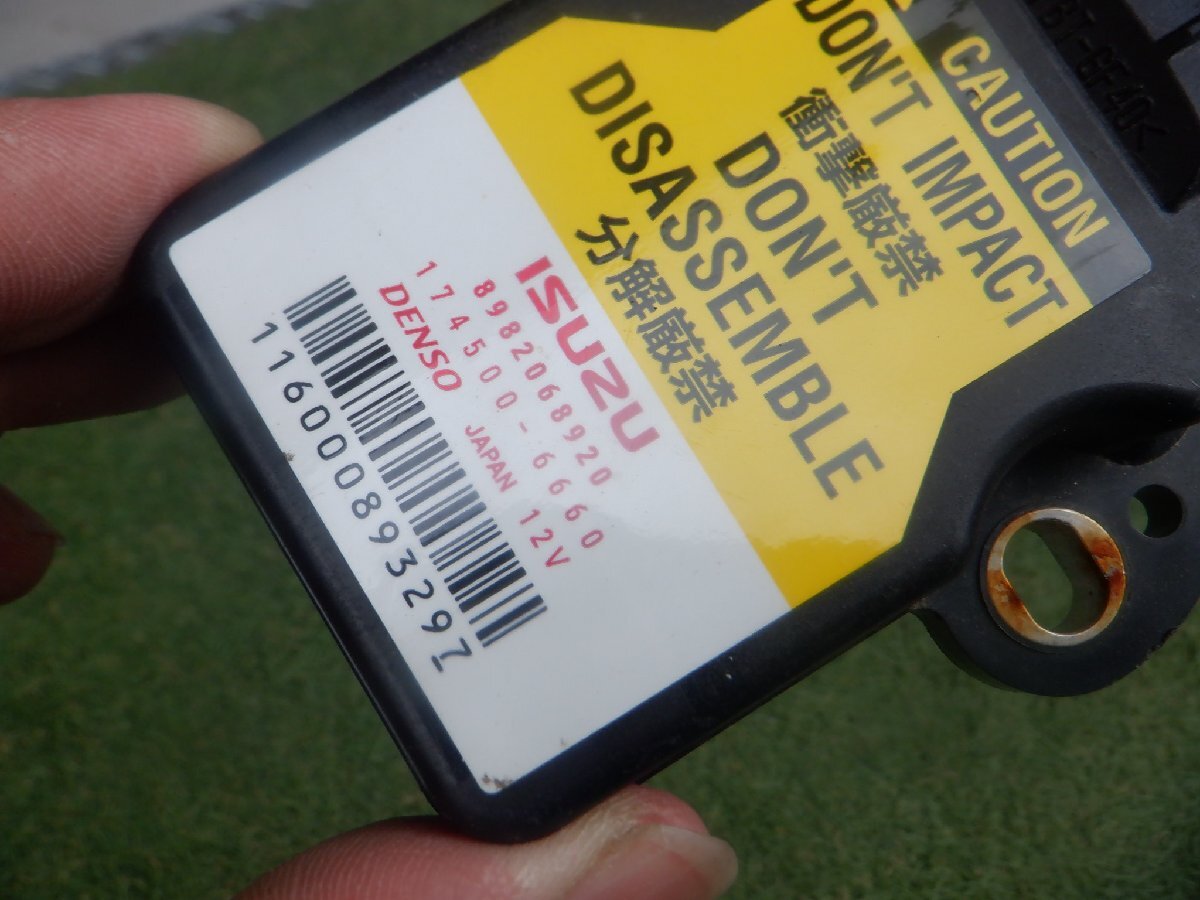 CAUTION
DON'T IMPACT
衝撃厳禁
DON'T
DISASSEMBLE
分解厳禁
ISUZU
8982068920
174500-6660
DENSO JAPAN 12V
1160008932297